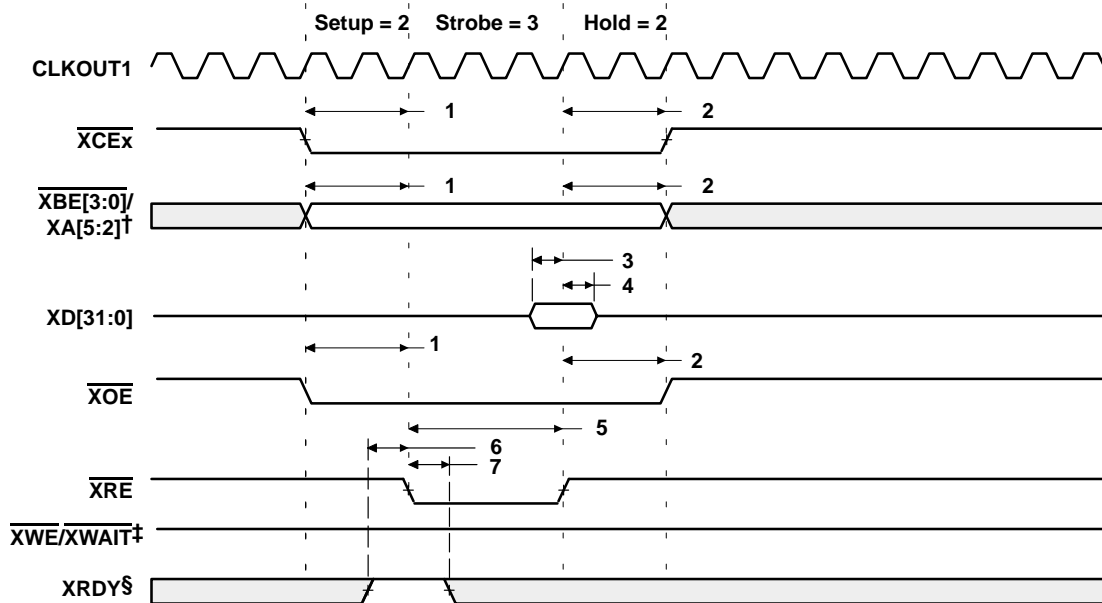 Setup = 2 Strobe = 3 Hold = 2
CLKOUT1
1 2
XCEx
1 2
XBE[3:0]/
XA[5:2]†
3
4
XD[31:0]
1
2
XOE
5
6
7
XRE
XWE/XWAIT‡
XRDY§